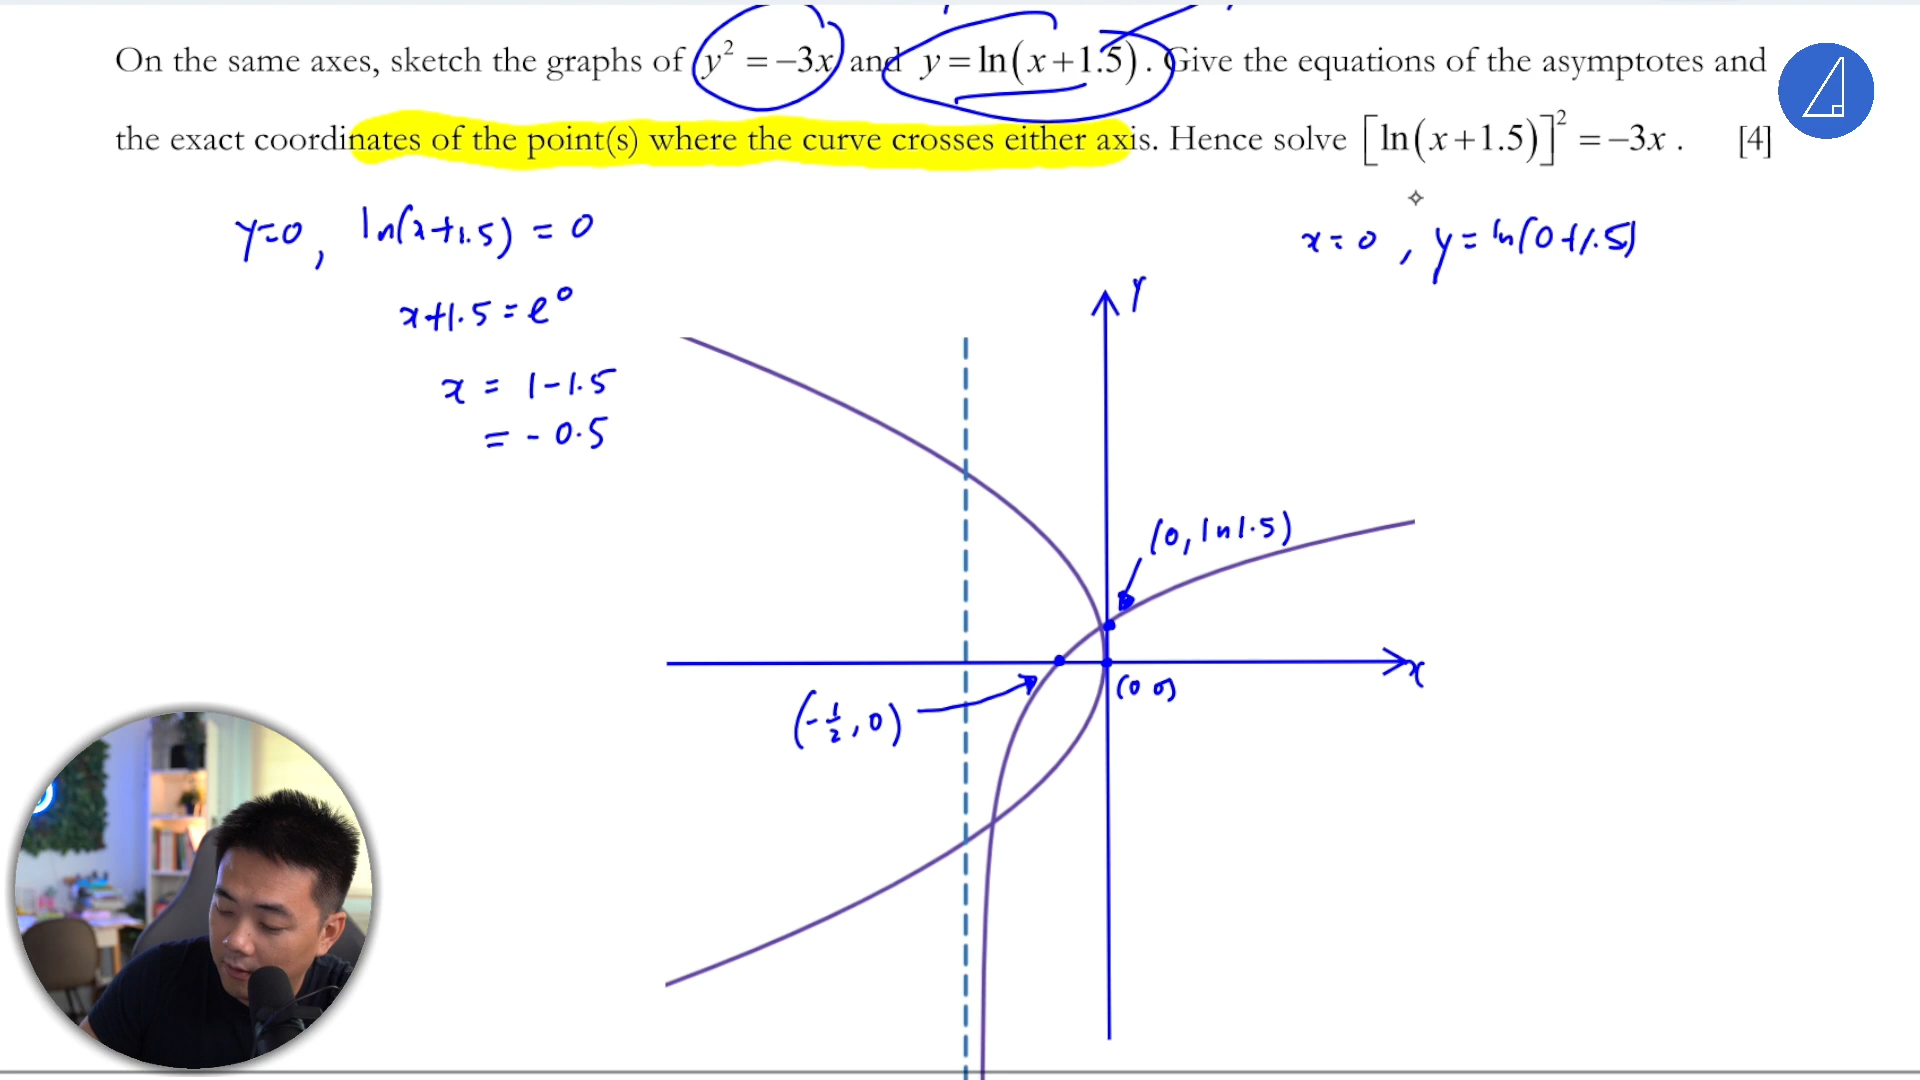 On the same axes, sketch the graphs of y² = −3x and y = ln(x+1.5). Give the equations of the asymptotes and
the exact coordinates of the point(s) where the curve crosses either axis. Hence solve [ln(x+1.5)]² = −3x. [4]
y=0, ln(x+1.5) = 0
x=0, y = ln(0+1.5)
x+1.5 = e⁰
x = 1-1.5
= -0.5
Y
(0, ln1.5)
x
(0 0)
(-1/2, 0)